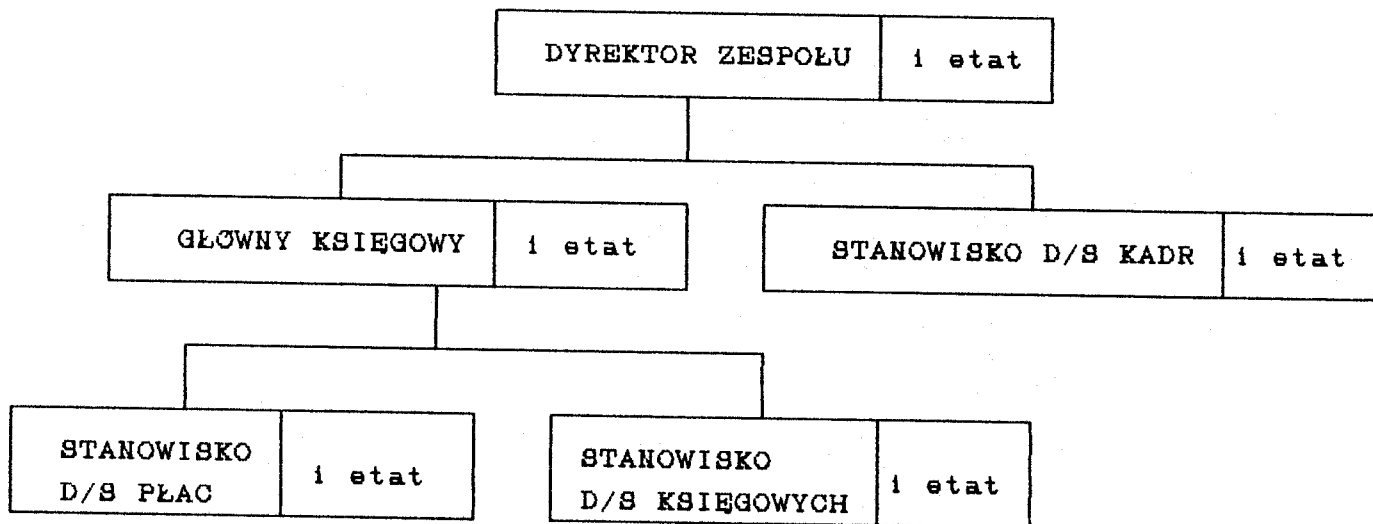 DYREKTOR ZESPOŁU 1 etat
GŁÓWNY KSIĘGOWY 1 etat
STANOWISKO D/S KADR 1 etat
STANOWISKO
D/S PŁAC
1 etat
STANOWISKO
D/S KSIĘGOWYCH
1 etat